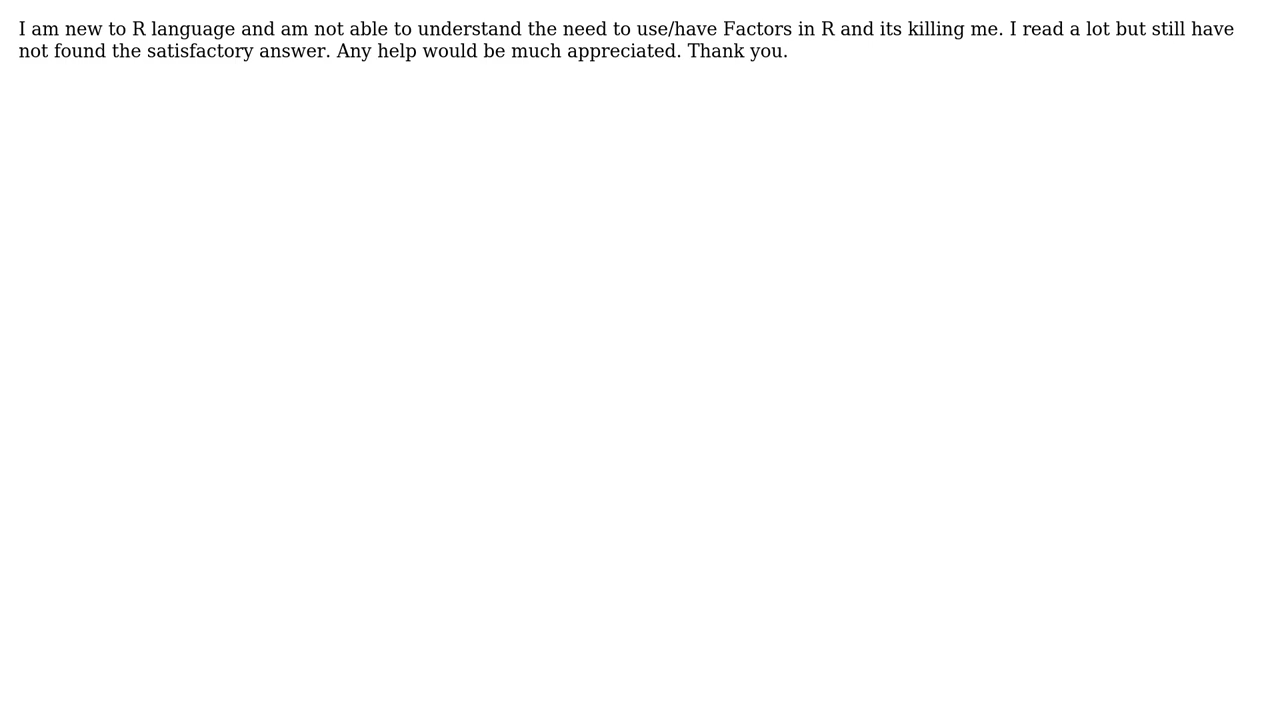 I am new to R language and am not able to understand the need to use/have Factors in R and its killing me. I read a lot but still have
not found the satisfactory answer. Any help would be much appreciated. Thank you.